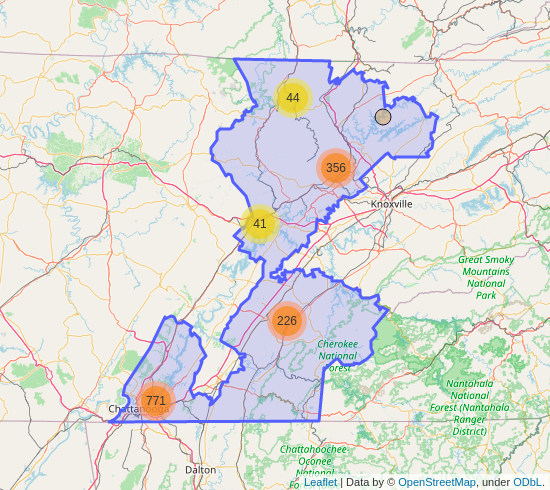 44
356
Knoxville
41
Great Smoky
Mountains
National
Park
226
Cherokee
National
Forest
Nantahala
National
Forest (Nantahala
Ranger
District)
771
Chattanooga
Chattahoochee
Oconee
National
Fo
Dalton
Leaflet | Data by © OpenStreetMap, under ODbL.